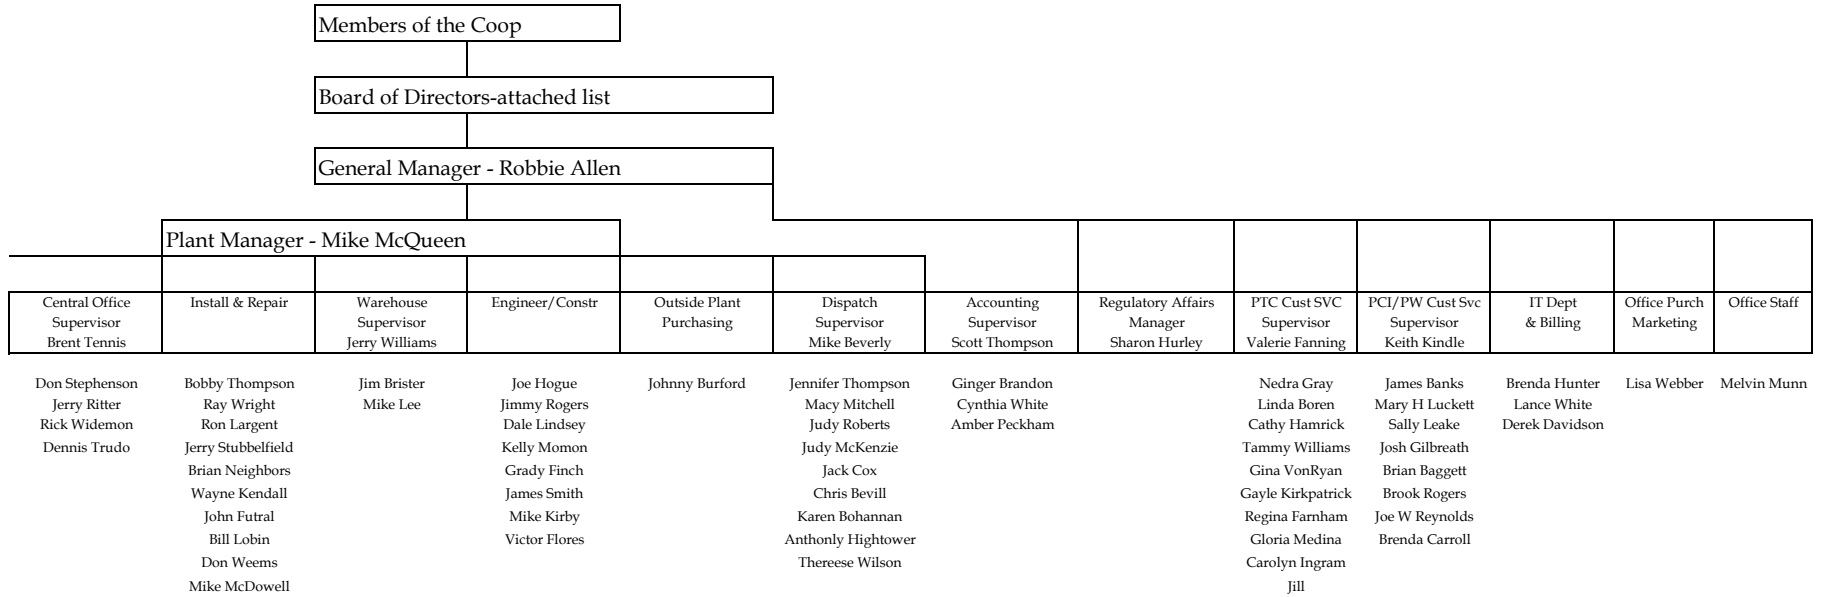 Members of the Coop
Board of Directors-attached list
General Manager - Robbie Allen
Plant Manager - Mike McQueen
Central Office
Supervisor
Brent Tennis
Install & Repair
Warehouse
Supervisor
Jerry Williams
Engineer/Constr
Outside Plant
Purchasing
Dispatch
Supervisor
Mike Beverly
Accounting
Supervisor
Scott Thompson
Regulatory Affairs
Manager
Sharon Hurley
PTC Cust SVC
Supervisor
Valerie Fanning
PCI/PW Cust Svc
Supervisor
Keith Kindle
IT Dept
& Billing
Office Purch
Marketing
Office Staff
Don Stephenson
Jerry Ritter
Rick Widemon
Dennis Trudo
Bobby Thompson
Ray Wright
Ron Largent
Jerry Stubbelfield
Brian Neighbors
Wayne Kendall
John Futral
Bill Lobin
Don Weems
Mike McDowell
Jim Brister
Mike Lee
Joe Hogue
Jimmy Rogers
Dale Lindsey
Kelly Momon
Grady Finch
James Smith
Mike Kirby
Victor Flores
Johnny Burford
Jennifer Thompson
Macy Mitchell
Judy Roberts
Judy McKenzie
Jack Cox
Chris Bevill
Karen Bohannan
Anthonly Hightower
Thereese Wilson
Ginger Brandon
Cynthia White
Amber Peckham
Nedra Gray
Linda Boren
Cathy Hamrick
Tammy Williams
Gina VonRyan
Gayle Kirkpatrick
Regina Farnham
Gloria Medina
Carolyn Ingram
Jill
James Banks
Mary H Luckett
Sally Leake
Josh Gilbreath
Brian Baggett
Brook Rogers
Joe W Reynolds
Brenda Carroll
Brenda Hunter
Lance White
Derek Davidson
Lisa Webber
Melvin Munn